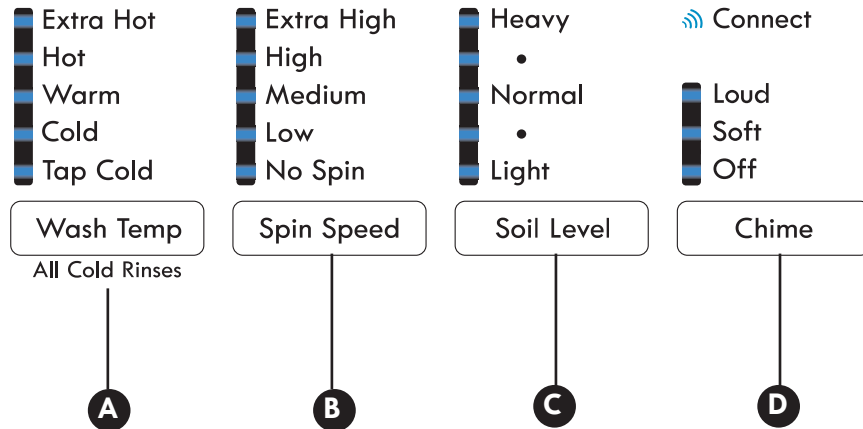 Extra Hot
Hot
Warm
Cold
Tap Cold
Wash Temp
All Cold Rinses
A
Extra High
High
Medium
Low
No Spin
Spin Speed
B
Heavy
•
Normal
•
Light
Soil Level
C
Connect
Loud
Soft
Off
Chime
D